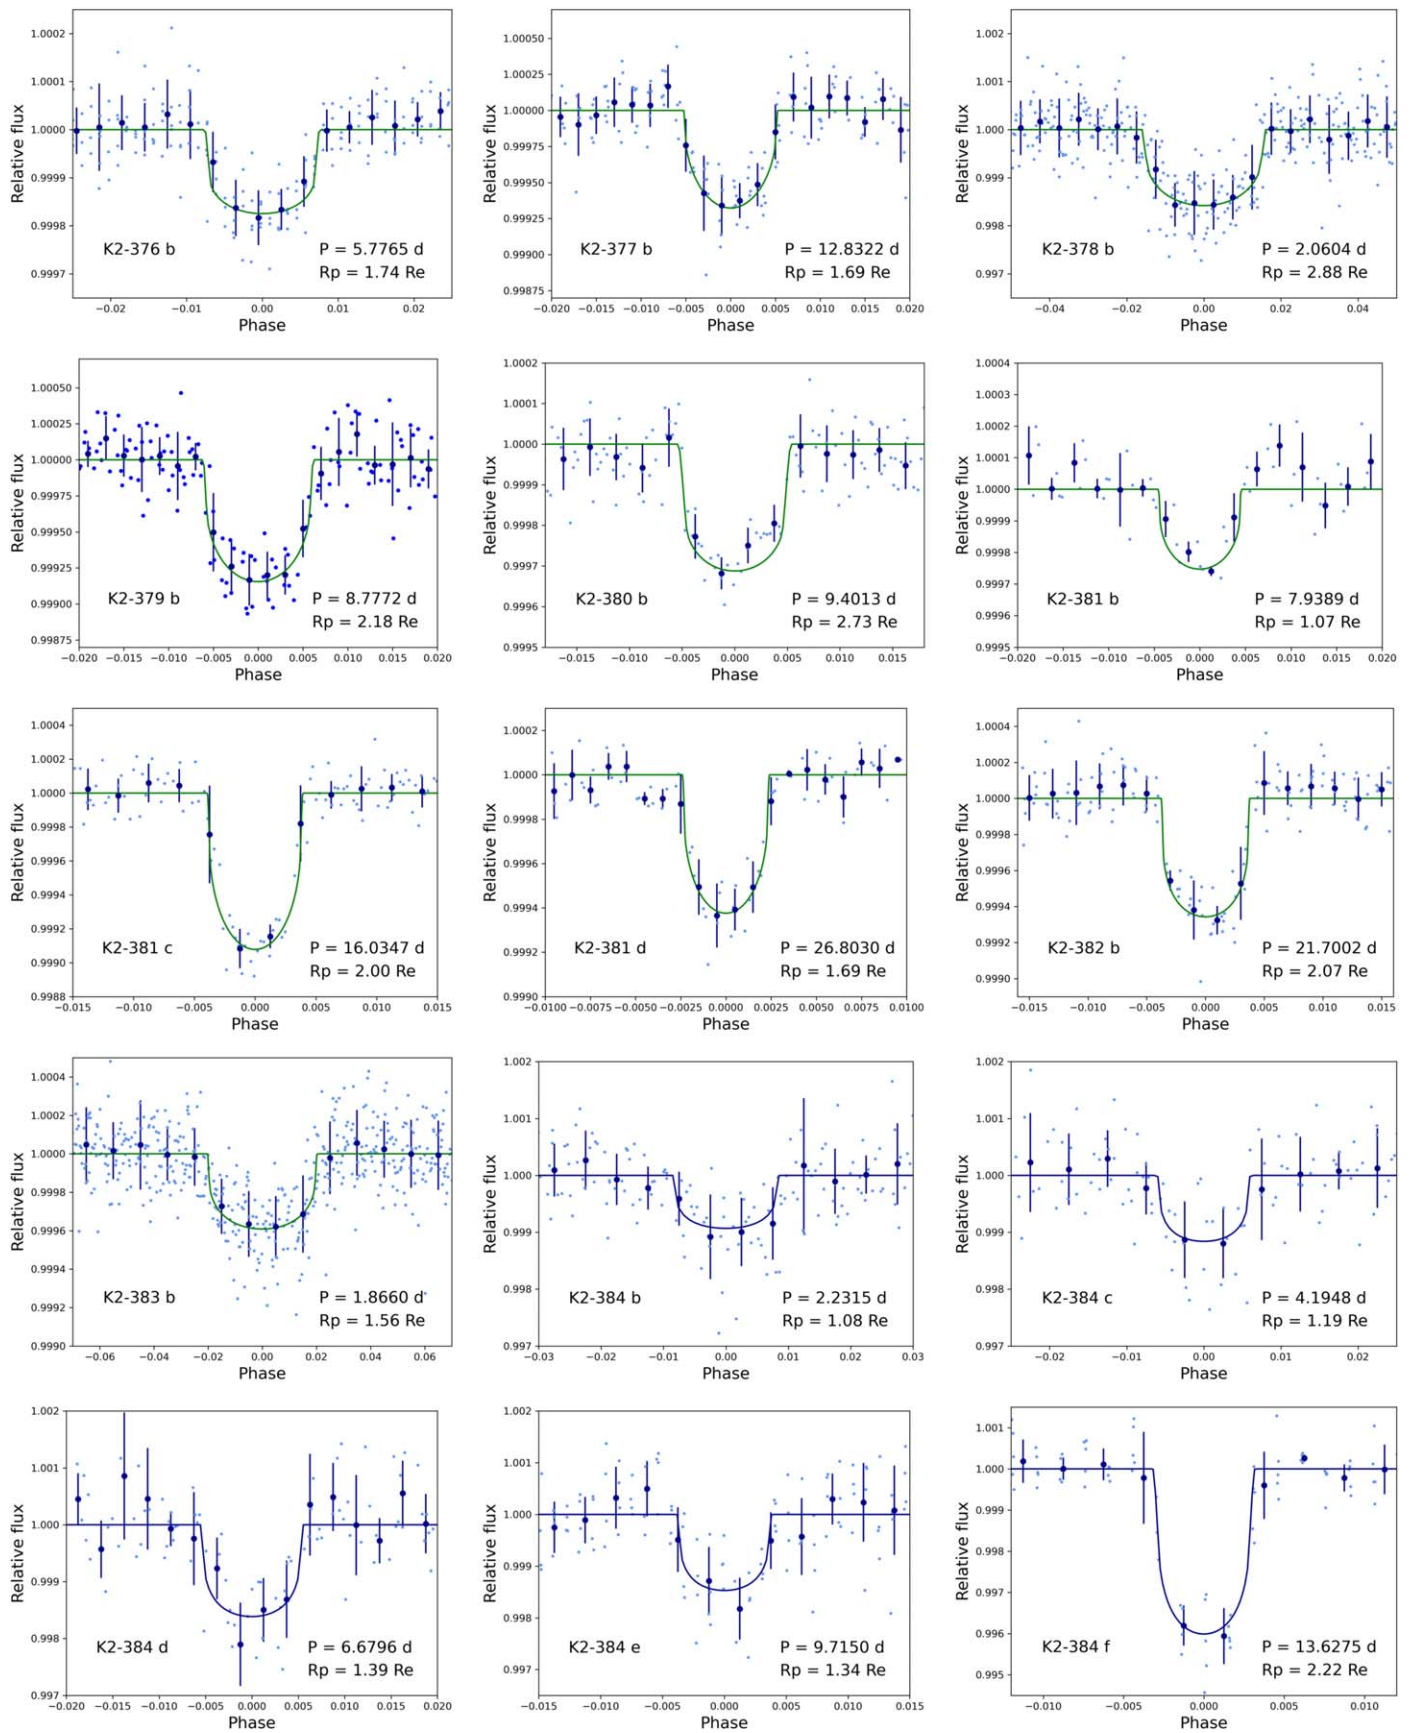 1.0002
1.0001
1.0000
0.9999
0.9998
0.9997
Relative flux
K2-376 b
P = 5.7765 d
Rp = 1.74 Re
−0.02 −0.01 0.00 0.01 0.02
Phase
1.00050
1.00025
1.00000
0.99975
0.99950
0.99925
0.99900
0.99875
Relative flux
K2-377 b
P = 12.8322 d
Rp = 1.69 Re
−0.020 −0.015 −0.010 −0.005 0.000 0.005 0.010 0.015 0.020
Phase
1.002
1.001
1.000
0.999
0.998
0.997
Relative flux
K2-378 b
P = 2.0604 d
Rp = 2.88 Re
−0.04 −0.02 0.00 0.02 0.04
Phase
1.00050
1.00025
1.00000
0.99975
0.99950
0.99925
0.99900
0.99875
Relative flux
K2-379 b
P = 8.7772 d
Rp = 2.18 Re
−0.020 −0.015 −0.010 −0.005 0.000 0.005 0.010 0.015 0.020
Phase
1.0002
1.0001
1.0000
0.9999
0.9998
0.9997
0.9996
0.9995
Relative flux
K2-380 b
P = 9.4013 d
Rp = 2.73 Re
−0.015 −0.010 −0.005 0.000 0.005 0.010 0.015
Phase
1.0004
1.0003
1.0002
1.0001
1.0000
0.9999
0.9998
0.9997
0.9996
0.9995
Relative flux
K2-381 b
P = 7.9389 d
Rp = 1.07 Re
−0.020 −0.015 −0.010 −0.005 0.000 0.005 0.010 0.015 0.020
Phase
1.0004
1.0002
1.0000
0.9998
0.9996
0.9994
0.9992
0.9990
0.9988
Relative flux
K2-381 c
P = 16.0347 d
Rp = 2.00 Re
−0.015 −0.010 −0.005 0.000 0.005 0.010 0.015
Phase
1.0002
1.0000
0.9998
0.9996
0.9994
0.9992
0.9990
Relative flux
K2-381 d
P = 26.8030 d
Rp = 1.69 Re
−0.0100 −0.0075 −0.0050 −0.0025 0.0000 0.0025 0.0050 0.0075 0.0100
Phase
1.0004
1.0002
1.0000
0.9998
0.9996
0.9994
0.9992
0.9990
Relative flux
K2-382 b
P = 21.7002 d
Rp = 2.07 Re
−0.015 −0.010 −0.005 0.000 0.005 0.010 0.015
Phase
1.0004
1.0002
1.0000
0.9998
0.9996
0.9994
0.9992
0.9990
Relative flux
K2-383 b
P = 1.8660 d
Rp = 1.56 Re
−0.06 −0.04 −0.02 0.00 0.02 0.04 0.06
Phase
1.002
1.001
1.000
0.999
0.998
0.997
Relative flux
K2-384 b
P = 2.2315 d
Rp = 1.08 Re
−0.03 −0.02 −0.01 0.00 0.01 0.02 0.03
Phase
1.002
1.001
1.000
0.999
0.998
0.997
Relative flux
K2-384 c
P = 4.1948 d
Rp = 1.19 Re
−0.02 −0.01 0.00 0.01 0.02
Phase
1.002
1.001
1.000
0.999
0.998
0.997
Relative flux
K2-384 d
P = 6.6796 d
Rp = 1.39 Re
−0.020 −0.015 −0.010 −0.005 0.000 0.005 0.010 0.015 0.020
Phase
1.002
1.001
1.000
0.999
0.998
0.997
Relative flux
K2-384 e
P = 9.7150 d
Rp = 1.34 Re
−0.015 −0.010 −0.005 0.000 0.005 0.010 0.015
Phase
1.001
1.000
0.999
0.998
0.997
0.996
0.995
Relative flux
K2-384 f
P = 13.6275 d
Rp = 2.22 Re
−0.010 −0.005 0.000 0.005 0.010
Phase